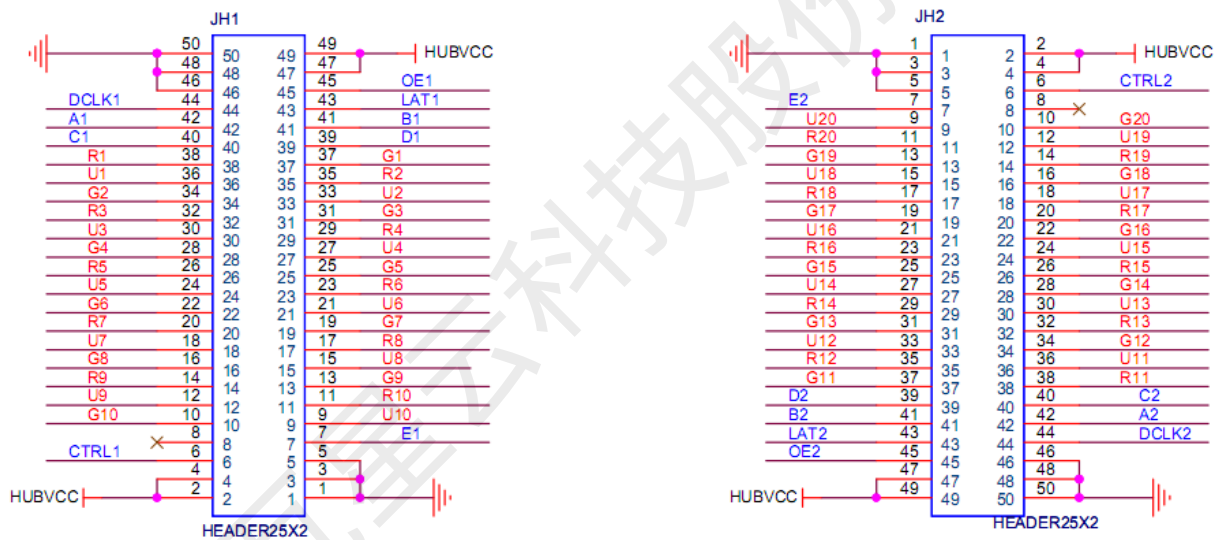 JH1
50 50 49 49 HUBVCC
48 48 47 47
46 46 45 45 OE1
DCLK1 44 44 43 43 LAT1
A1 42 42 41 41 B1
C1 40 40 39 39 D1
R1 38 38 37 37 G1
U1 36 36 35 35 R2
G2 34 34 33 33 U2
R3 32 32 31 31 G3
U3 30 30 29 29 R4
G4 28 28 27 27 U4
R5 26 26 25 25 G5
U5 24 24 23 23 R6
G6 22 22 21 21 U6
R7 20 20 19 19 G7
U7 18 18 17 17 R8
G8 16 16 15 15 U8
R9 14 14 13 13 G9
U9 12 12 11 11 R10
G10 10 10 9 9 U10
8 8 7 7 E1
CTRL1 6 6 5 5
4 4 3 3
HUBVCC 2 2 1 1
HEADER25X2
JH2
1 1 2 2 HUBVCC
3 3 4 4
5 5 6 6 CTRL2
E2 7 7 8 8
U20 9 9 10 10 G20
R20 11 11 12 12 U19
G19 13 13 14 14 R19
U18 15 15 16 16 G18
R18 17 17 18 18 U17
G17 19 19 20 20 R17
U16 21 21 22 22 G16
R16 23 23 24 24 U15
G15 25 25 26 26 R15
U14 27 27 28 28 G14
R14 29 29 30 30 U13
G13 31 31 32 32 R13
U12 33 33 34 34 G12
R12 35 35 36 36 U11
G11 37 37 38 38 R11
D2 39 39 40 40 C2
B2 41 41 42 42 A2
LAT2 43 43 44 44 DCLK2
OE2 45 45 46 46
47 47 48 48
HUBVCC 49 49 50 50
HEADER25X2
星云科技股份